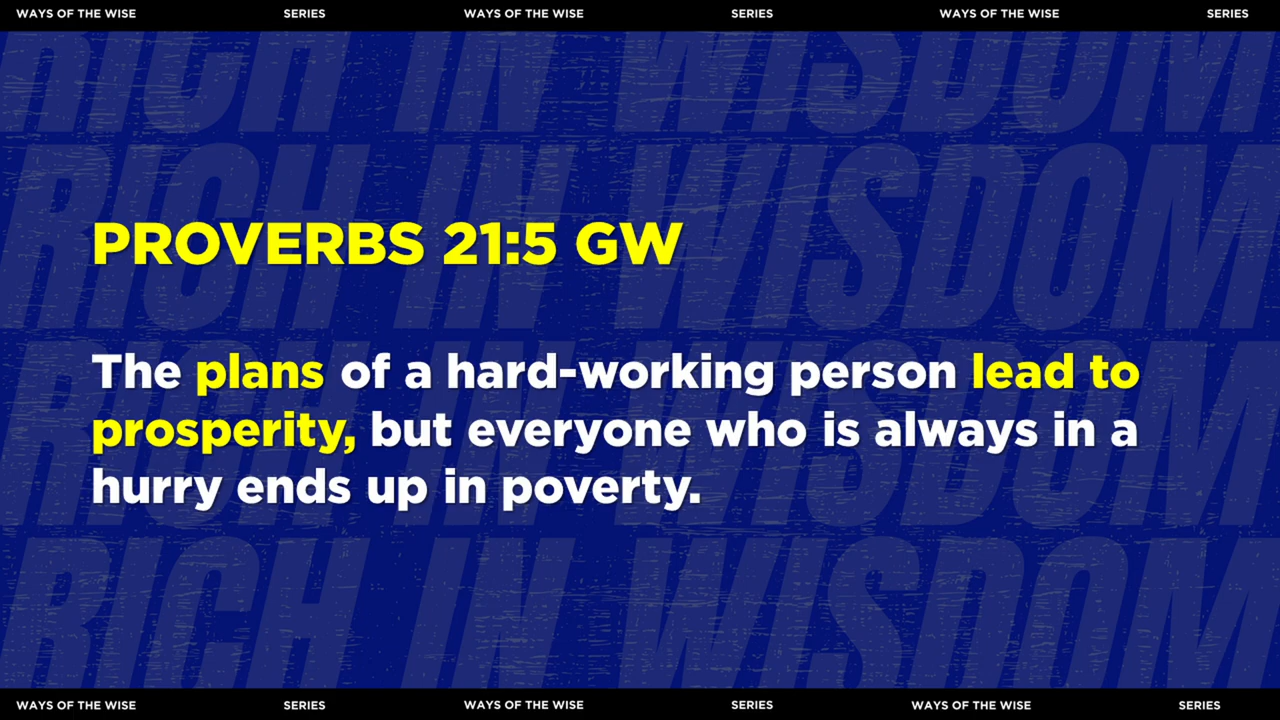 WAYS OF THE WISE SERIES WAYS OF THE WISE SERIES WAYS OF THE WISE SERIES
RICH IN WISDOM
RICH IN WISDOM
PROVERBS 21:5 GW
RICH IN WISDOM
The plans of a hard-working person lead to
prosperity, but everyone who is always in a
hurry ends up in poverty.
RICH IN WISDOM
WAYS OF THE WISE SERIES WAYS OF THE WISE SERIES WAYS OF THE WISE SERIES